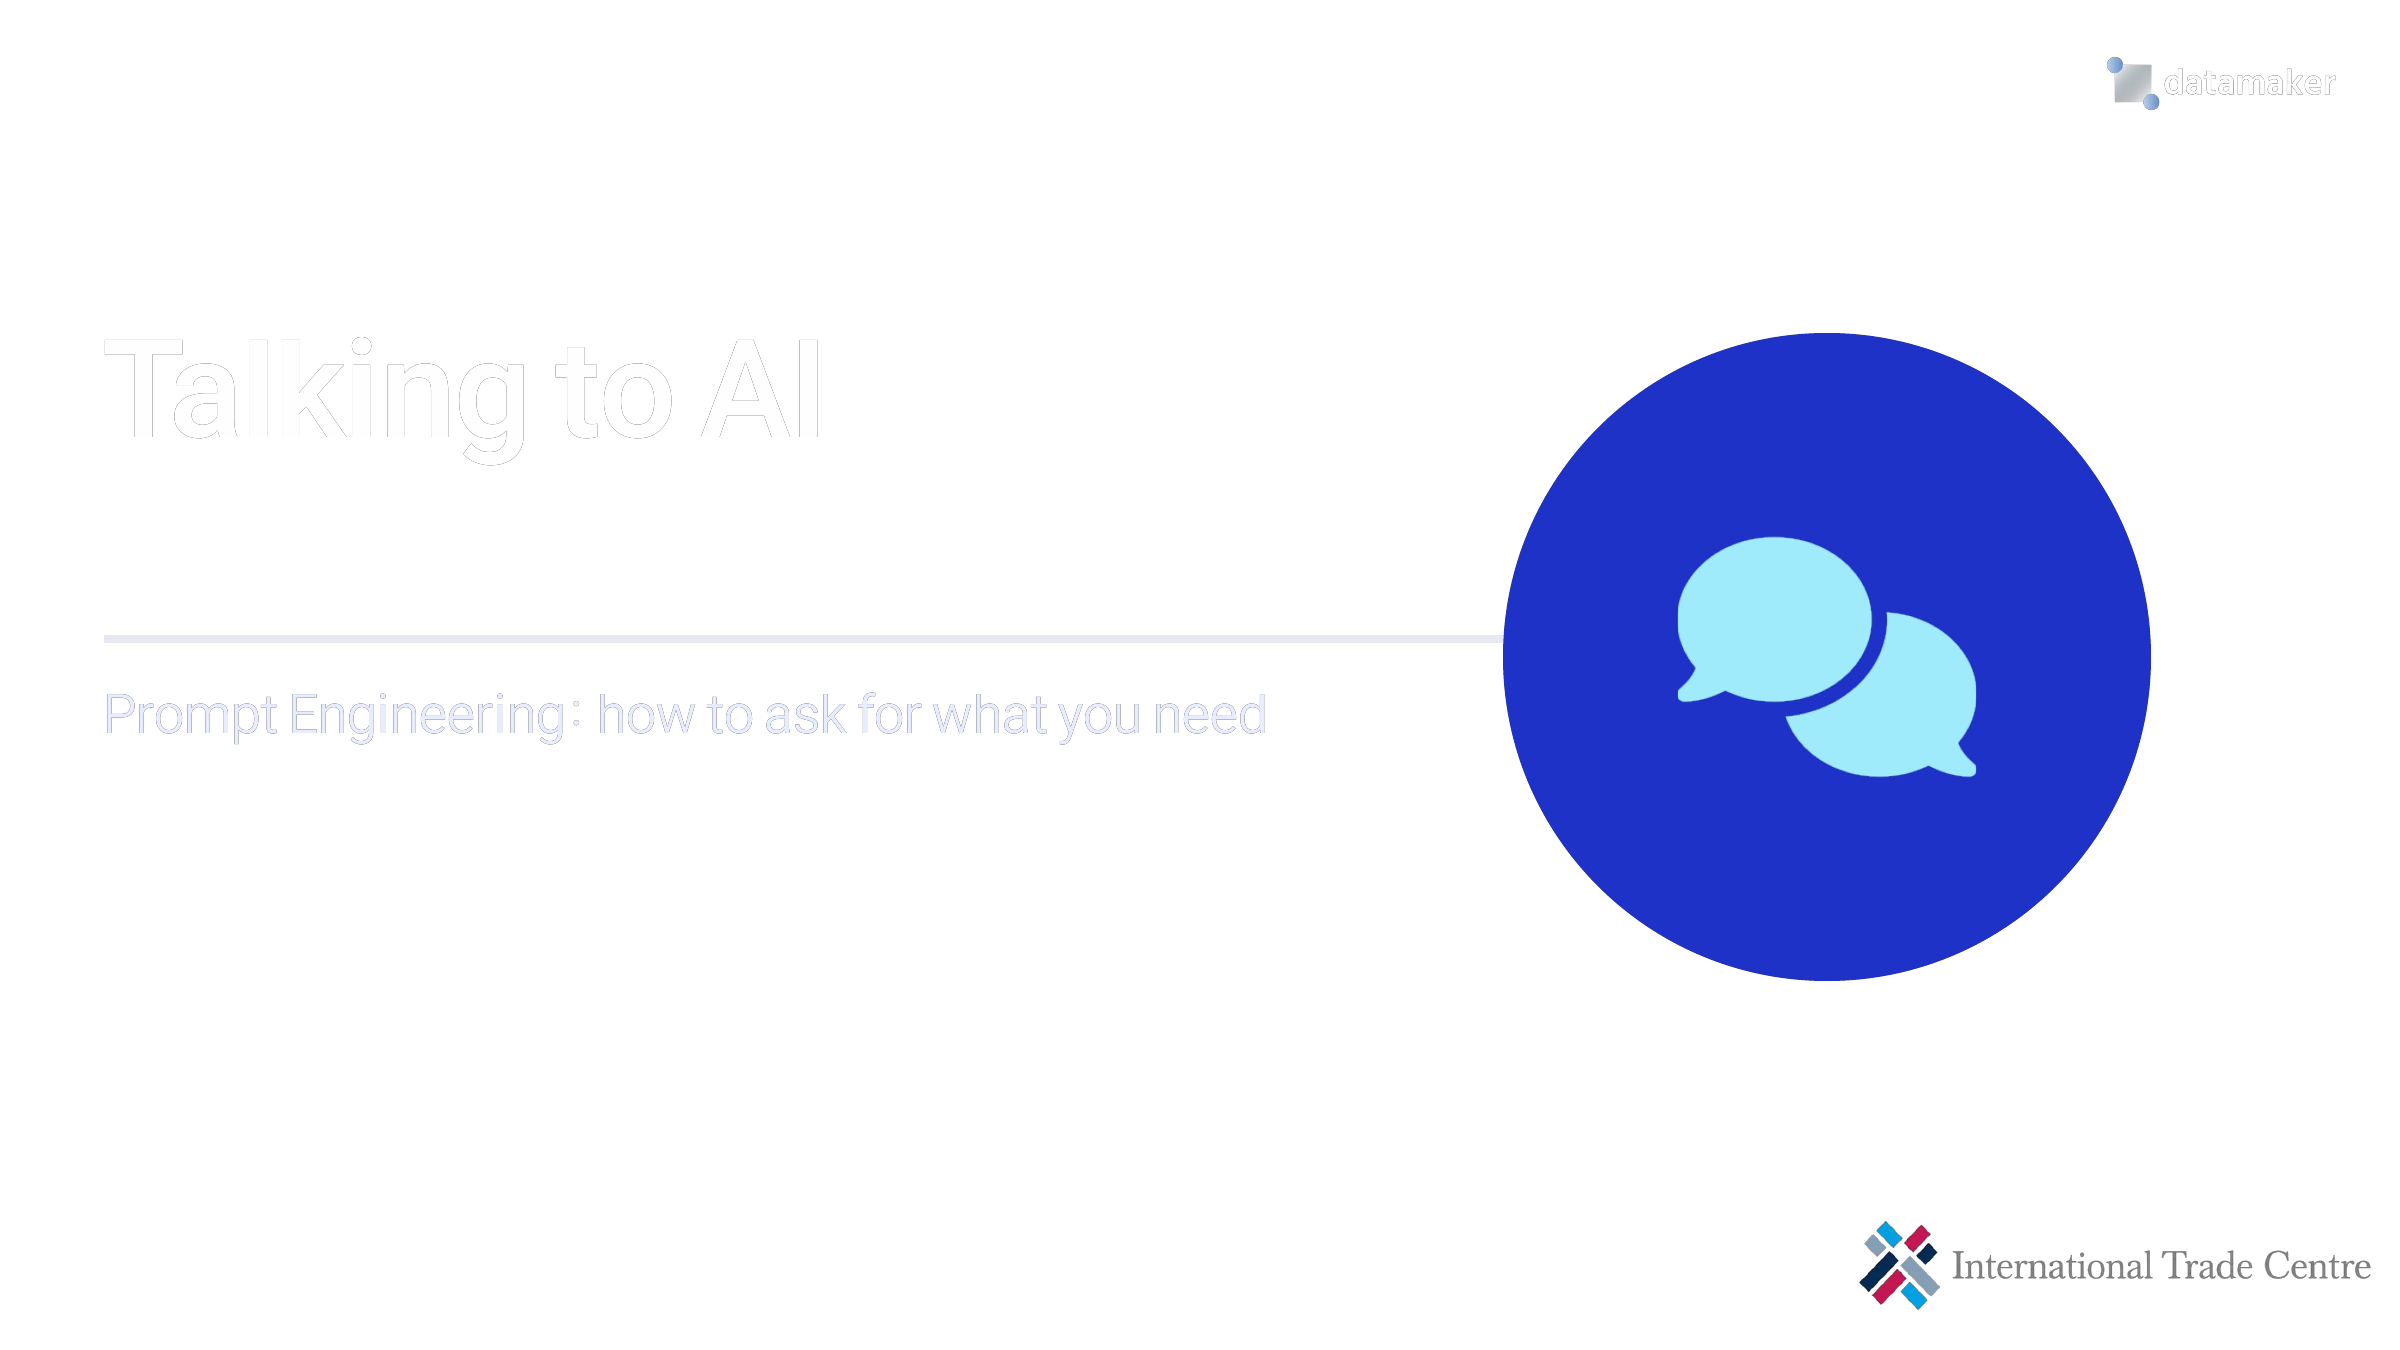 datamaker
Talking to AI
Prompt Engineering: how to ask for what you need
International Trade Centre